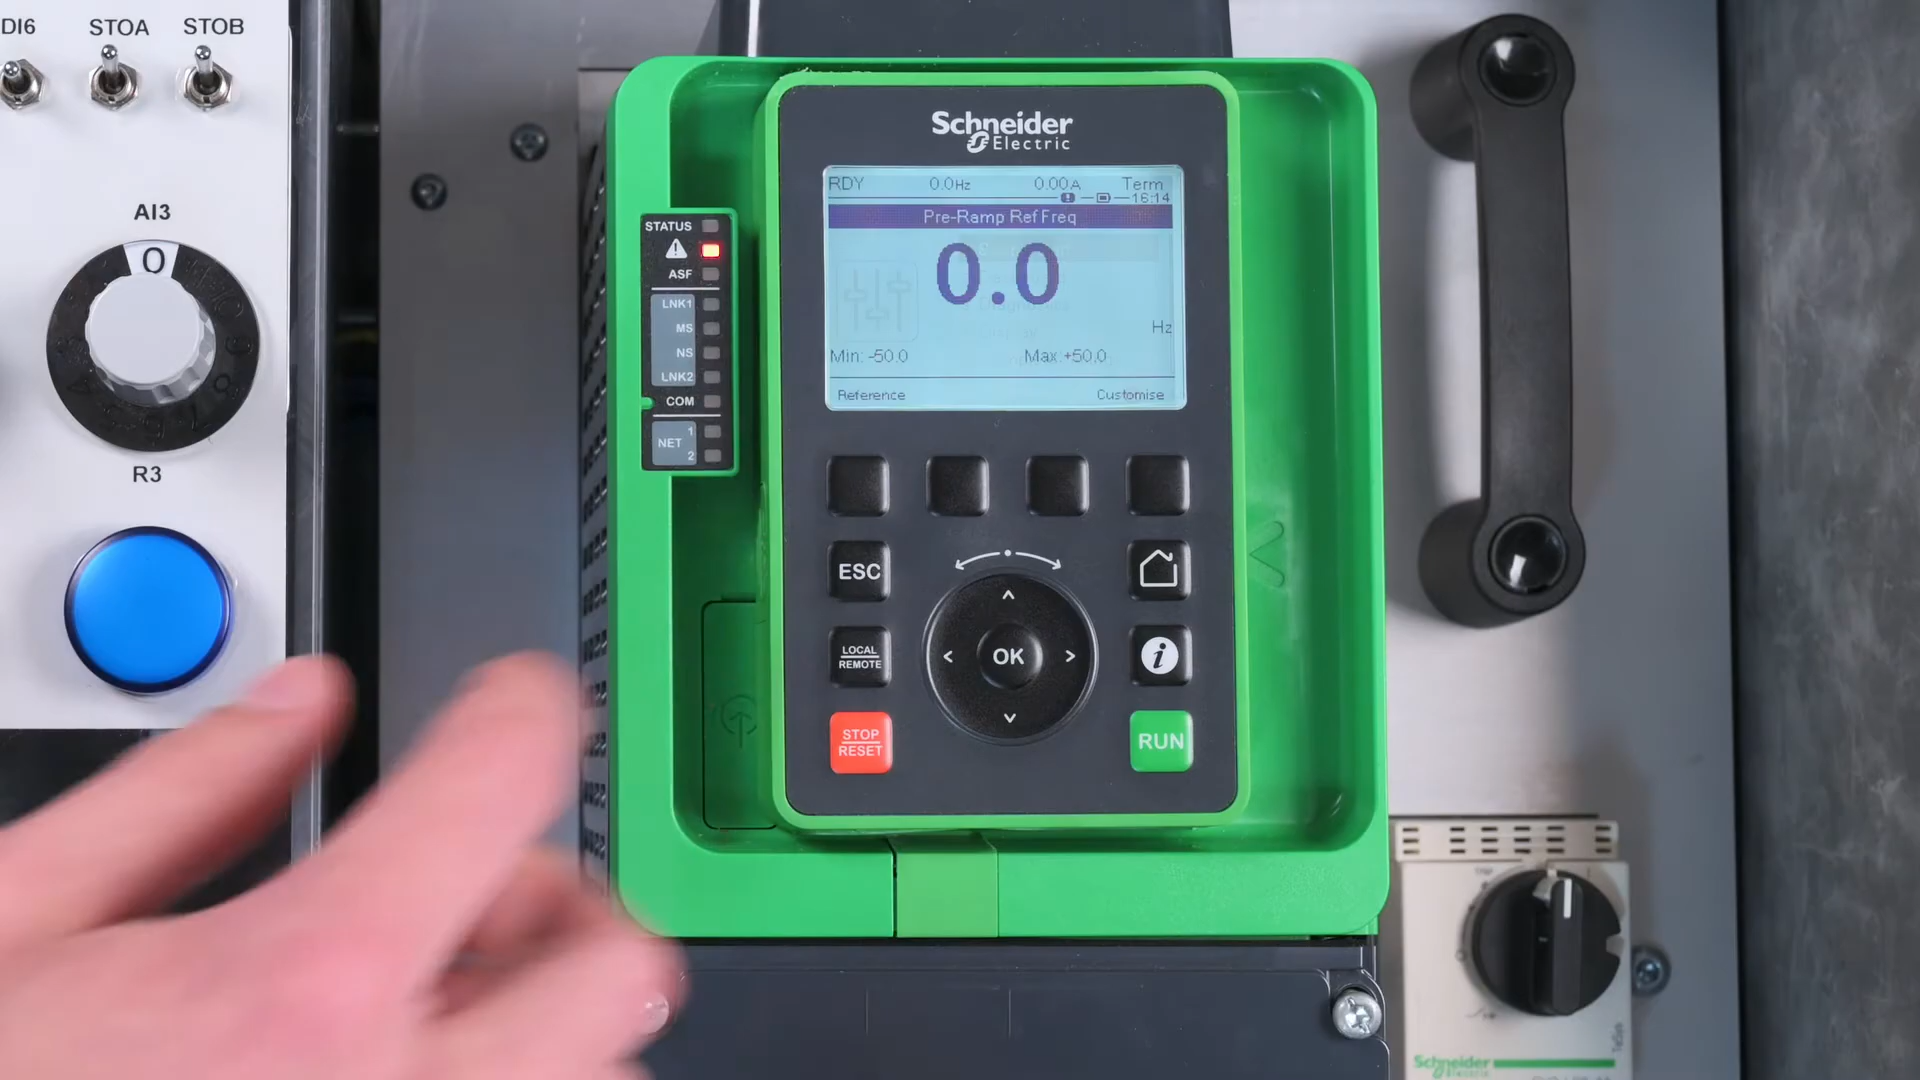 DI6 STOA STOB
AI3
0
R3
Schneider
Electric
RDY 0.0Hz 0.00A Term
16:14
Pre-Ramp Ref Freq
0.0
Hz
Min: -50.0 Max: +50.0
Reference Customise
STATUS
ASF
LNK1
MS
NS
LNK2
COM
NET 1
2
ESC
LOCAL
REMOTE
OK
i
STOP
RESET
RUN
Schneider
Electric